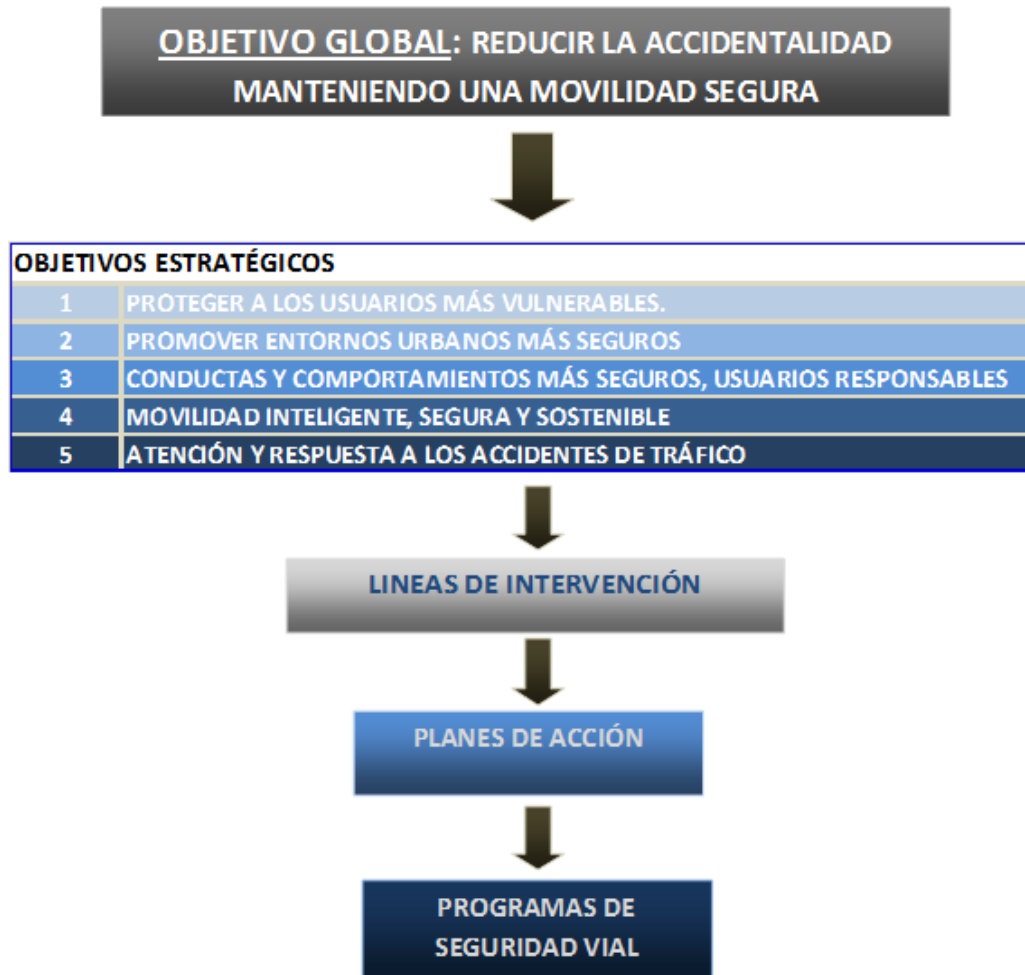 OBJETIVO GLOBAL: REDUCIR LA ACCIDENTALIDAD
MANTENIENDO UNA MOVILIDAD SEGURA
OBJETIVOS ESTRATÉGICOS
1 PROTEGER A LOS USUARIOS MÁS VULNERABLES.
2 PROMOVER ENTORNOS URBANOS MÁS SEGUROS
3 CONDUCTAS Y COMPORTAMIENTOS MÁS SEGUROS, USUARIOS RESPONSABLES
4 MOVILIDAD INTELIGENTE, SEGURA Y SOSTENIBLE
5 ATENCIÓN Y RESPUESTA A LOS ACCIDENTES DE TRÁFICO
LINEAS DE INTERVENCIÓN
PLANES DE ACCIÓN
PROGRAMAS DE
SEGURIDAD VIAL